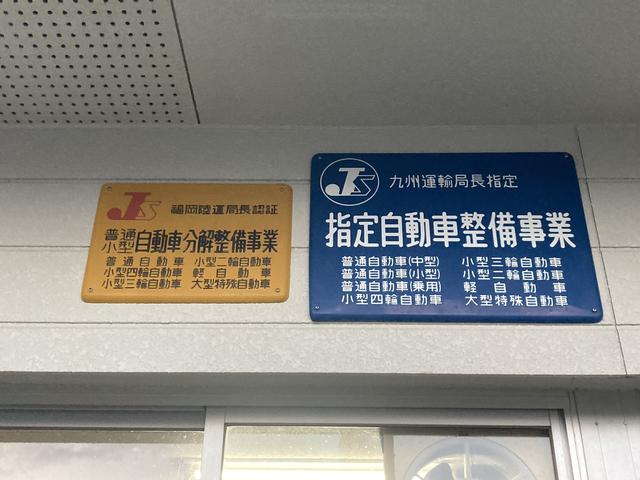 JS 福岡陸運局長認証
普通
小型 自動車分解整備事業
普通自動車 小型二輪自動車
小型四輪自動車 軽自動車
小型三輪自動車 大型特殊自動車
JS 九州運輸局長指定
指定自動車整備事業
普通自動車(中型) 小型三輪自動車
普通自動車(小型) 小型二輪自動車
普通自動車(乗用) 軽自動車
小型四輪自動車 大型特殊自動車